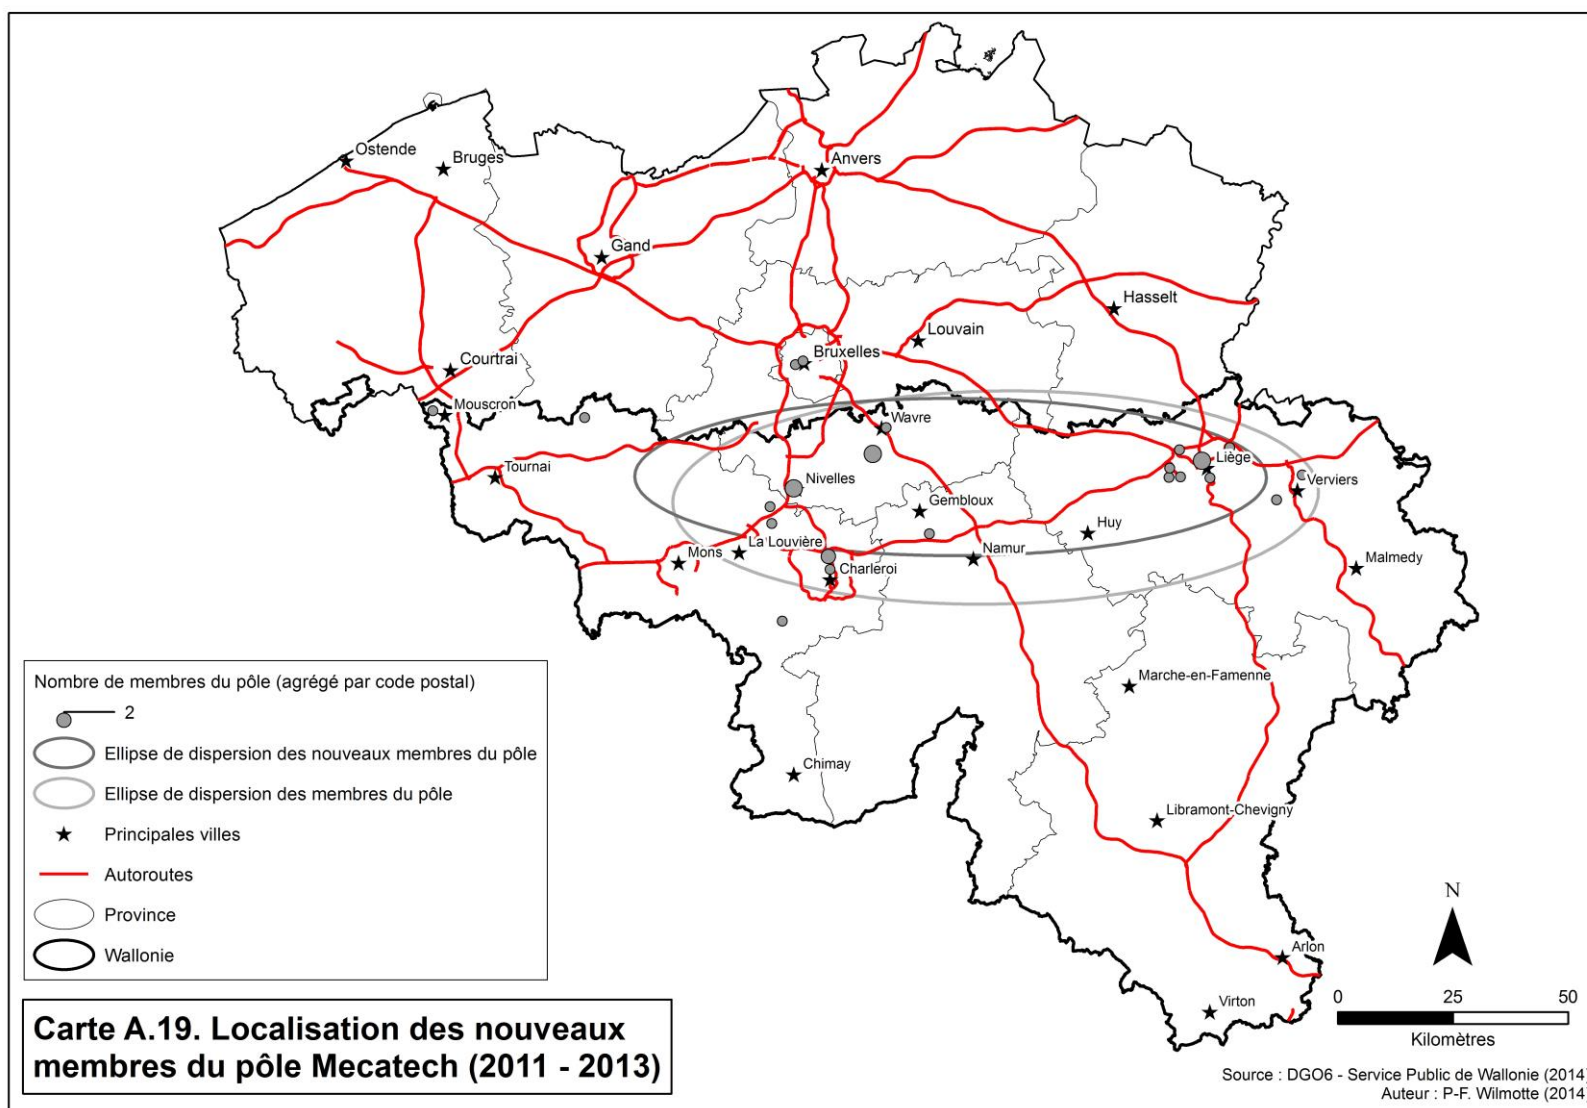 Ostende
Bruges
Anvers
Gand
Hasselt
Louvain
Bruxelles
Courtrai
Mouscron
Wavre
Liège
Tournai
Nivelles
Verviers
Gembloux
Huy
La Louvière
Mons
Namur
Charleroi
Malmedy
Marche-en-Famenne
Chimay
Libramont-Chevigny
Arlon
Virton
Nombre de membres du pôle (agrégé par code postal)
2
Ellipse de dispersion des nouveaux membres du pôle
Ellipse de dispersion des membres du pôle
Principales villes
Autoroutes
Province
Wallonie
N
0 25 50
Kilomètres
Carte A.19. Localisation des nouveaux
membres du pôle Mecatech (2011 - 2013)
Source : DGO6 - Service Public de Wallonie (2014)
Auteur : P-F. Wilmotte (2014)